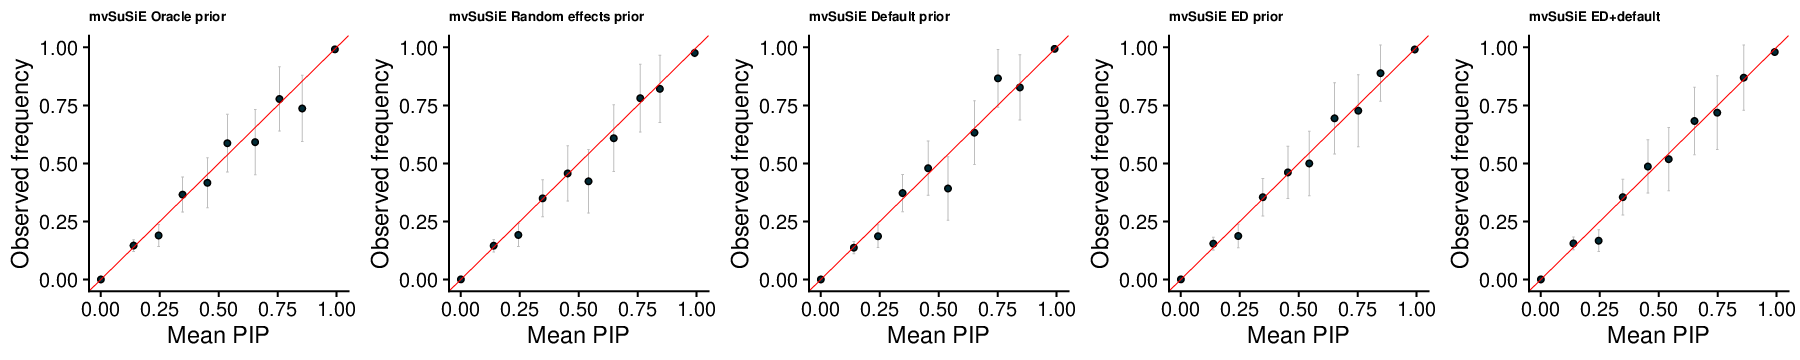 mvSuSiE Oracle prior
Observed frequency
1.00
0.75
0.50
0.25
0.00
0.00 0.25 0.50 0.75 1.00
Mean PIP
mvSuSiE Random effects prior
Observed frequency
1.00
0.75
0.50
0.25
0.00
0.00 0.25 0.50 0.75 1.00
Mean PIP
mvSuSiE Default prior
Observed frequency
1.00
0.75
0.50
0.25
0.00
0.00 0.25 0.50 0.75 1.00
Mean PIP
mvSuSiE ED prior
Observed frequency
1.00
0.75
0.50
0.25
0.00
0.00 0.25 0.50 0.75 1.00
Mean PIP
mvSuSiE ED+default
Observed frequency
1.00
0.75
0.50
0.25
0.00
0.00 0.25 0.50 0.75 1.00
Mean PIP